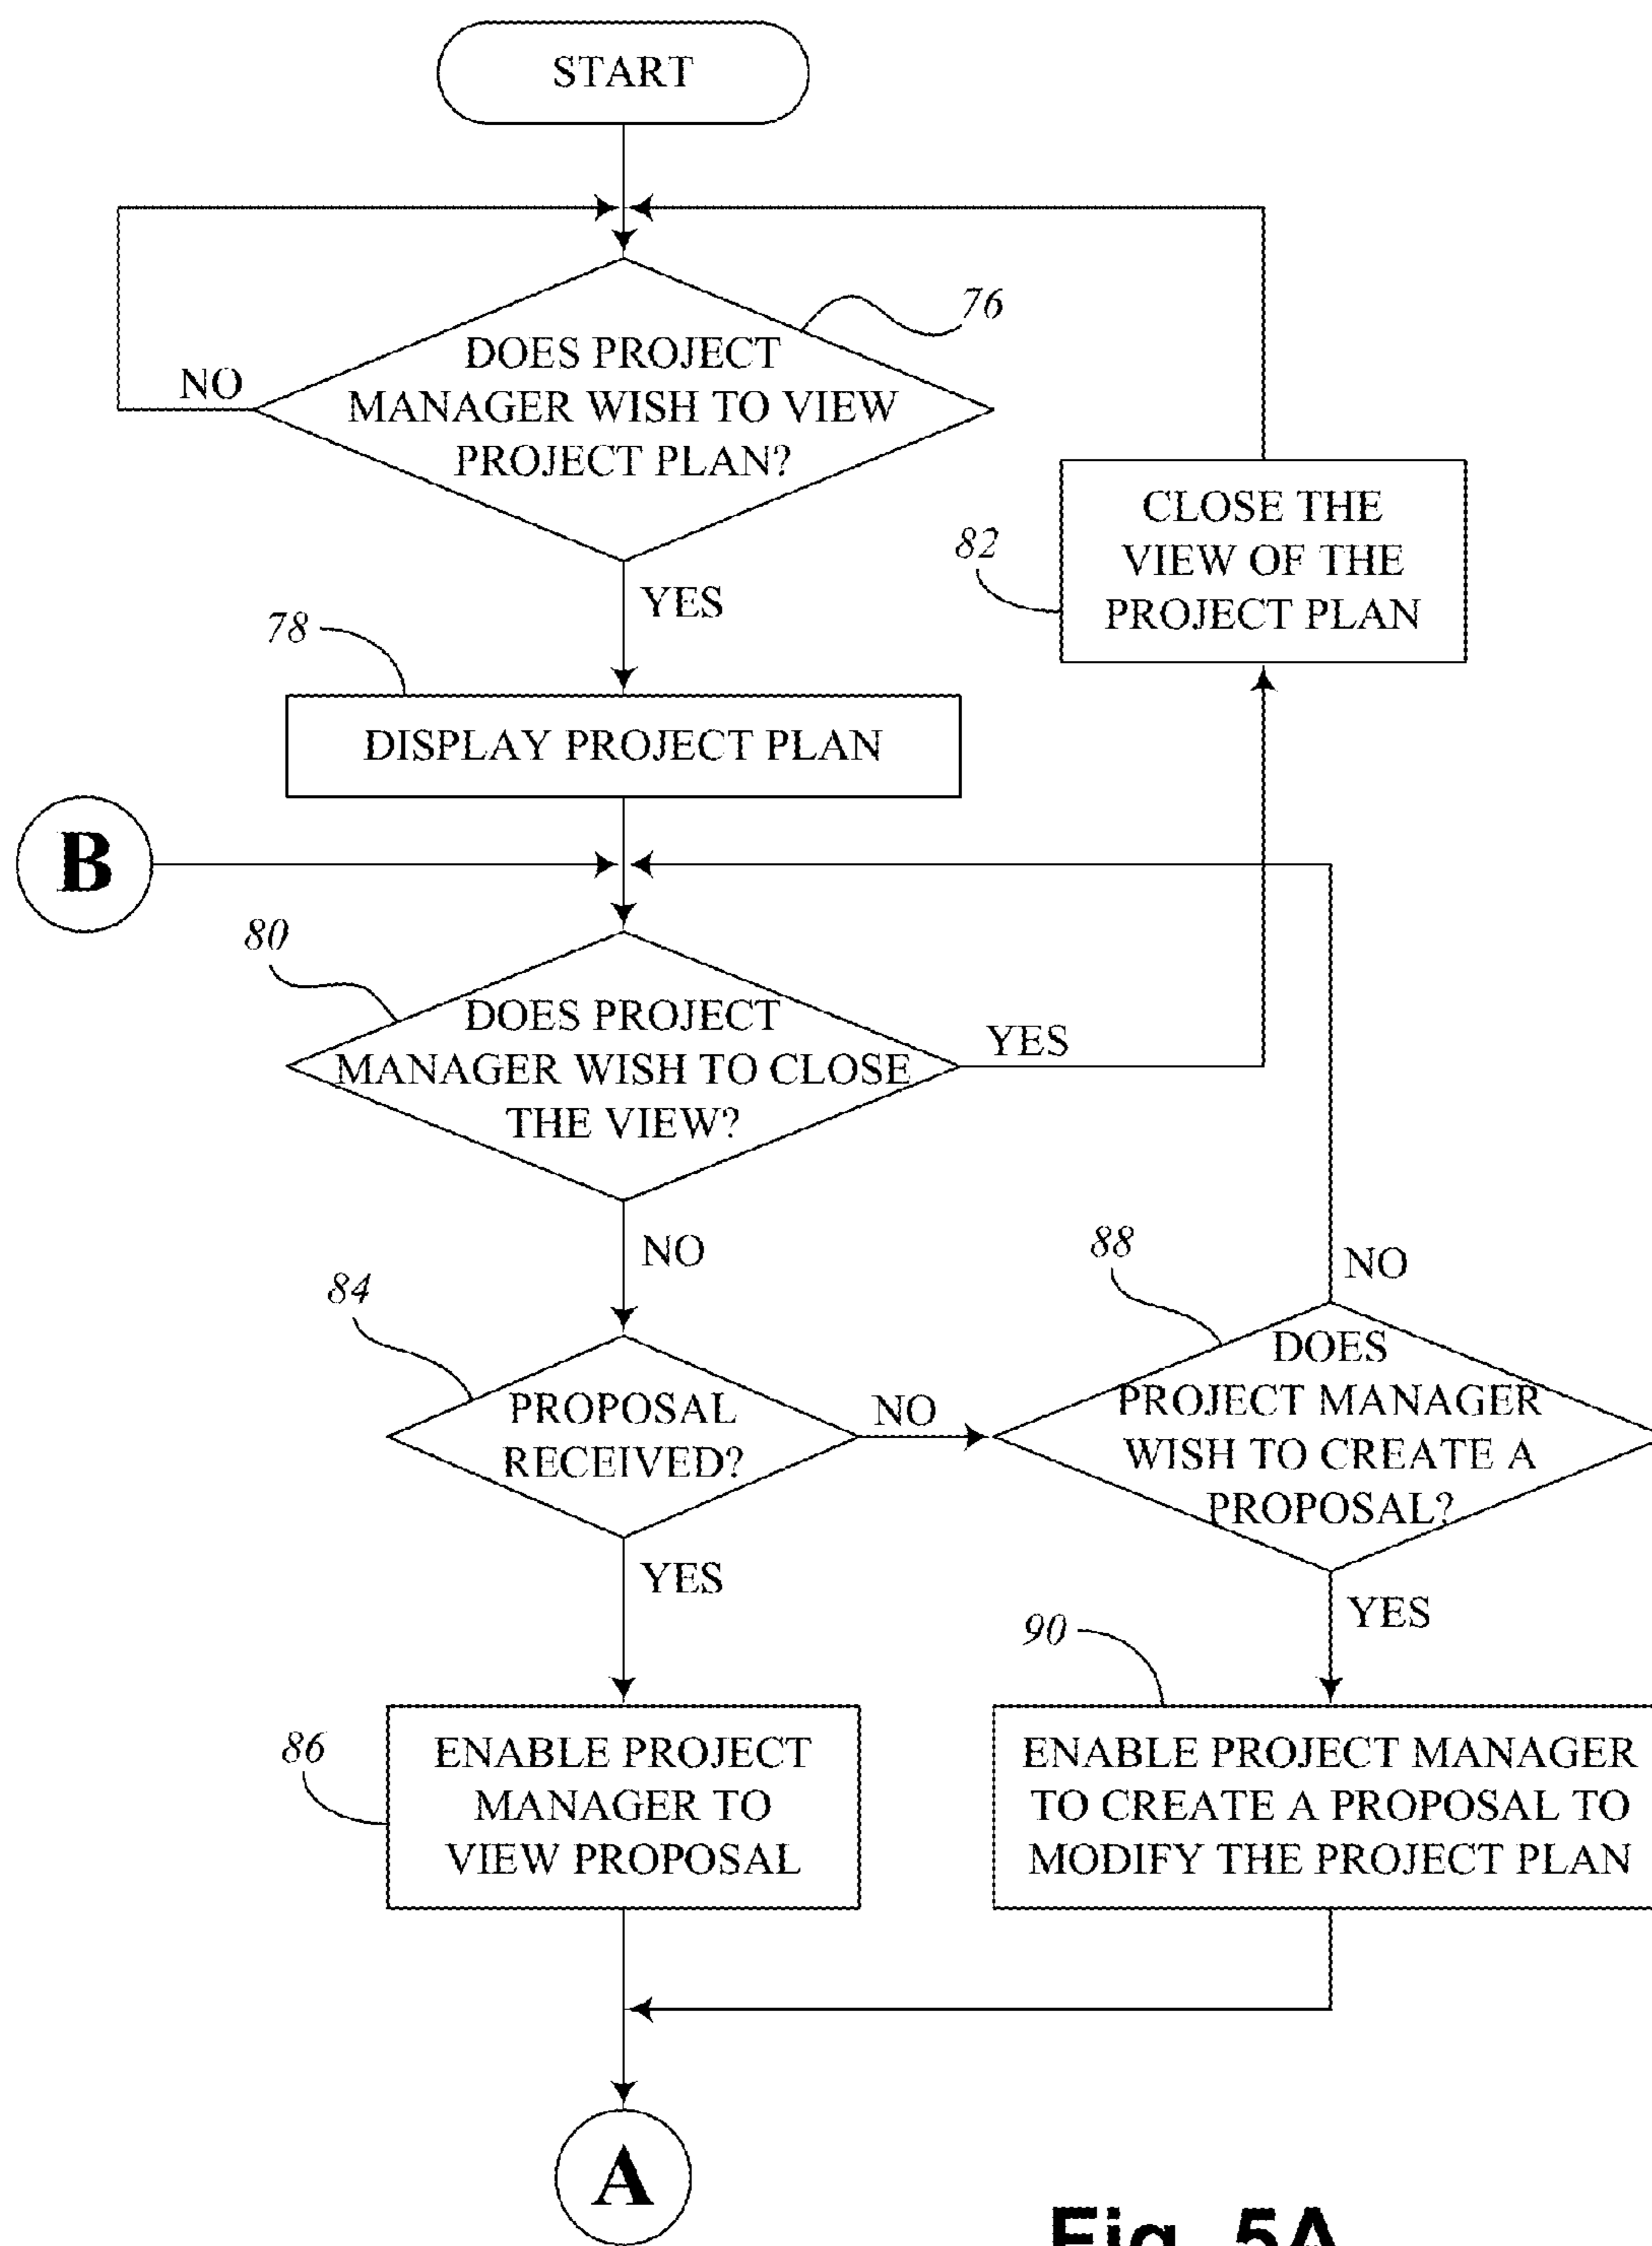 START
76
DOES PROJECT
MANAGER WISH TO VIEW
PROJECT PLAN?
NO
YES
82
CLOSE THE
VIEW OF THE
PROJECT PLAN
78
DISPLAY PROJECT PLAN
B
80
DOES PROJECT
MANAGER WISH TO CLOSE
THE VIEW?
YES
NO
84
PROPOSAL
RECEIVED?
NO
88
NO
DOES
PROJECT MANAGER
WISH TO CREATE A
PROPOSAL?
YES
YES
86
ENABLE PROJECT
MANAGER TO
VIEW PROPOSAL
90
ENABLE PROJECT MANAGER
TO CREATE A PROPOSAL TO
MODIFY THE PROJECT PLAN
A
Fig. 5A